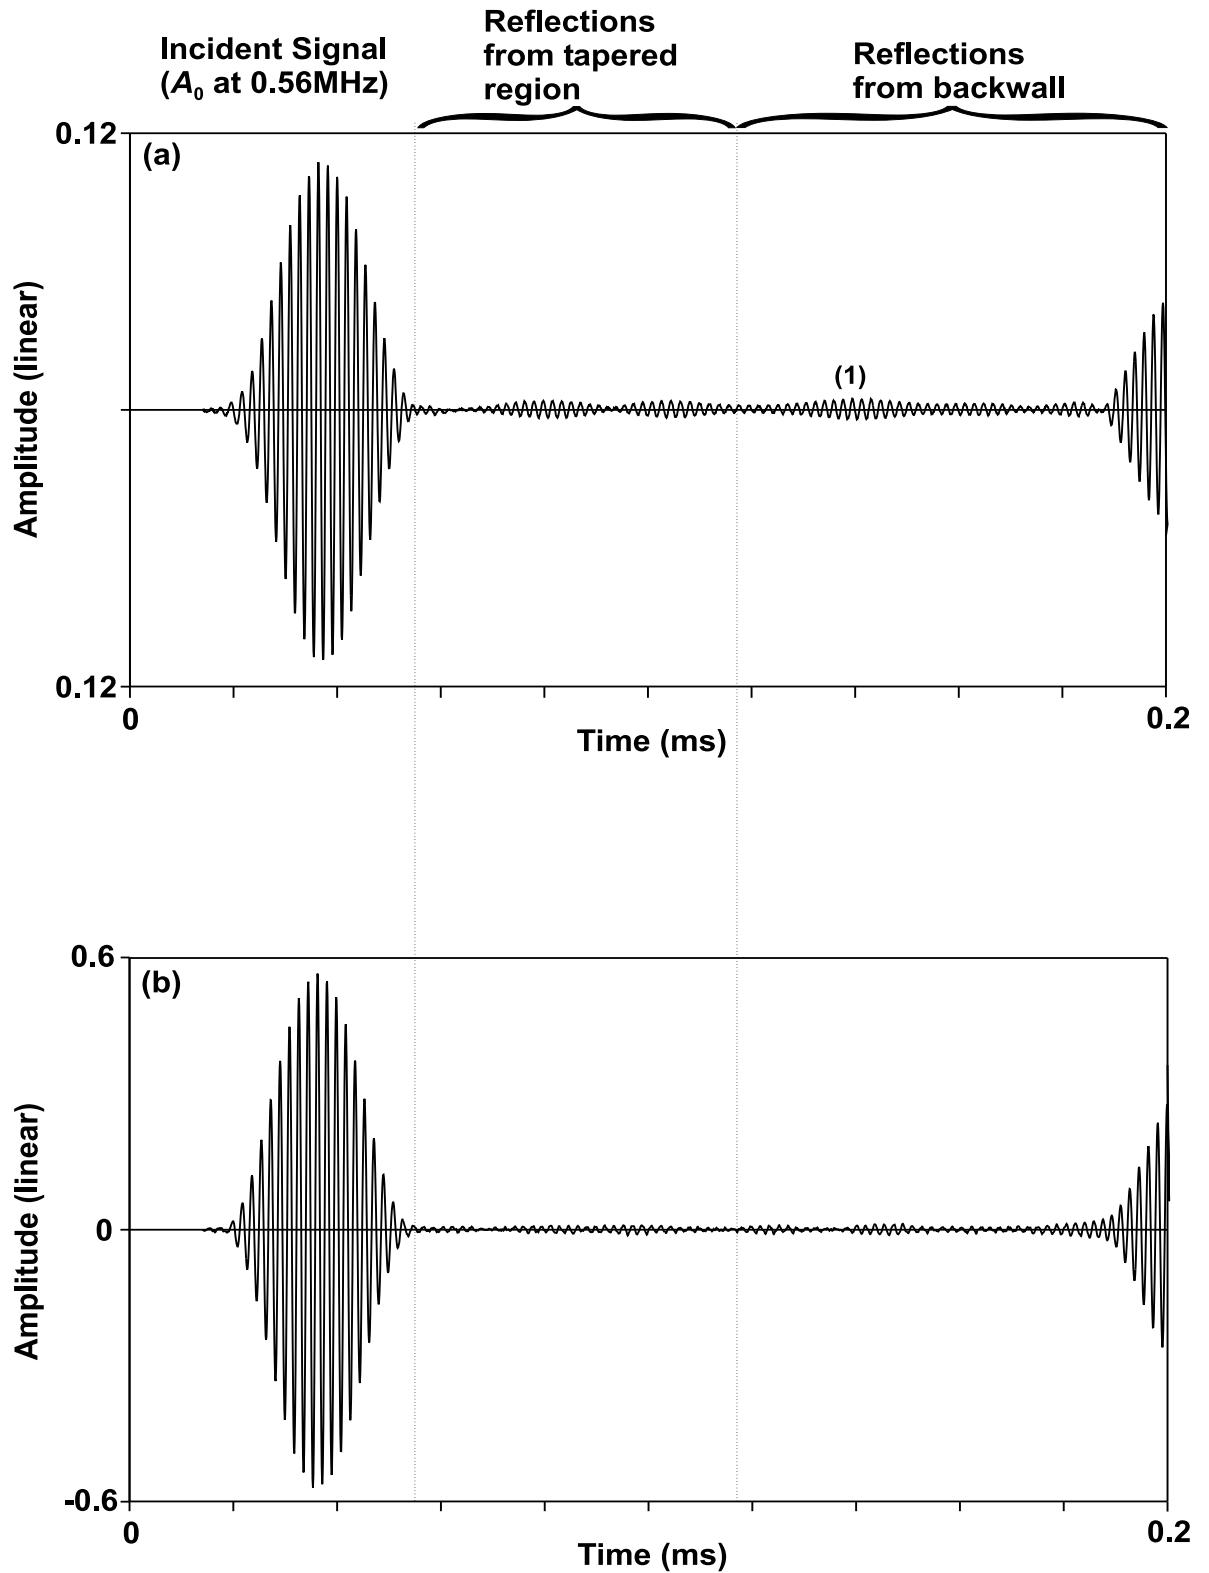 Incident Signal
(A0 at 0.56MHz)
Reflections
from tapered
region
Reflections
from backwall
0.12
(a)
(1)
Amplitude (linear)
0.12
0
0.2
Time (ms)
0.6
(b)
Amplitude (linear)
0
-0.6
0
0.2
Time (ms)